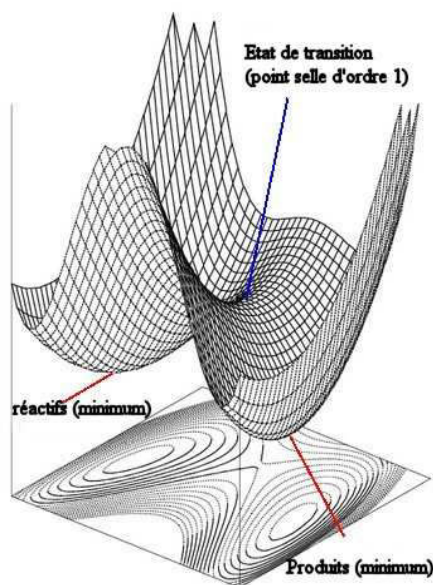 Etat de transition
(point selle d'ordre 1)
réactifs (minimum)
Produits (minimum)